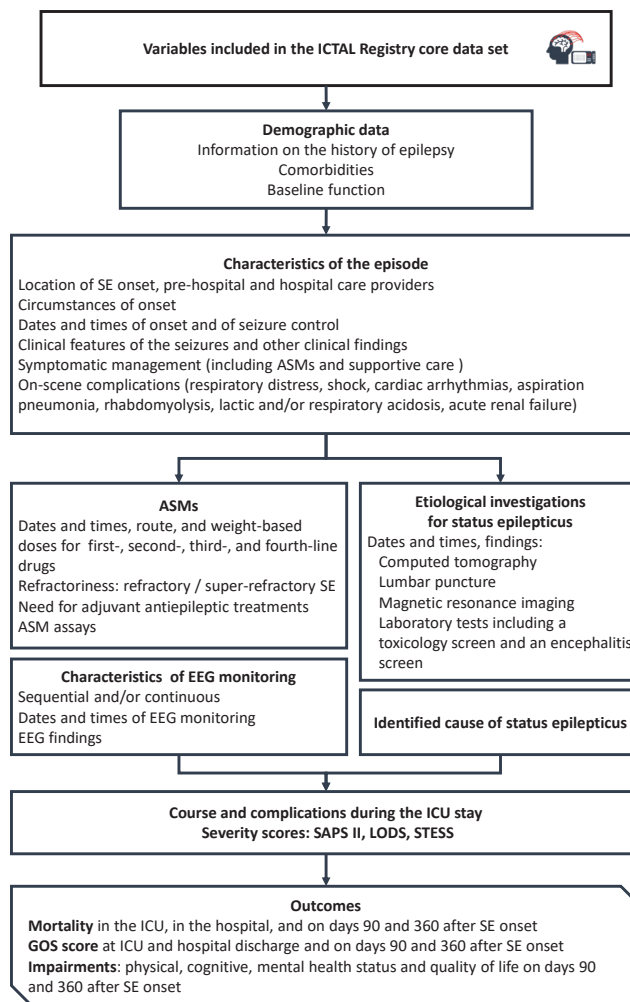 Variables included in the ICTAL Registry core data set
Demographic data
Information on the history of epilepsy
Comorbidities
Baseline function
Characteristics of the episode
Location of SE onset, pre-hospital and hospital care providers
Circumstances of onset
Dates and times of onset and of seizure control
Clinical features of the seizures and other clinical findings
Symptomatic management (including ASMs and supportive care )
On-scene complications (respiratory distress, shock, cardiac arrhythmias, aspiration
pneumonia, rhabdomyolysis, lactic and/or respiratory acidosis, acute renal failure)
ASMs
Dates and times, route, and weight-based
doses for first-, second-, third-, and fourth-line
drugs
Refractoriness: refractory / super-refractory SE
Need for adjuvant antiepileptic treatments
ASM assays
Etiological investigations
for status epilepticus
Dates and times, findings:
Computed tomography
Lumbar puncture
Magnetic resonance imaging
Laboratory tests including a
toxicology screen and an encephalitis
screen
Characteristics of EEG monitoring
Sequential and/or continuous
Dates and times of EEG monitoring
EEG findings
Identified cause of status epilepticus
Course and complications during the ICU stay
Severity scores: SAPS II, LODS, STESS
Outcomes
Mortality in the ICU, in the hospital, and on days 90 and 360 after SE onset
GOS score at ICU and hospital discharge and on days 90 and 360 after SE onset
Impairments: physical, cognitive, mental health status and quality of life on days 90
and 360 after SE onset